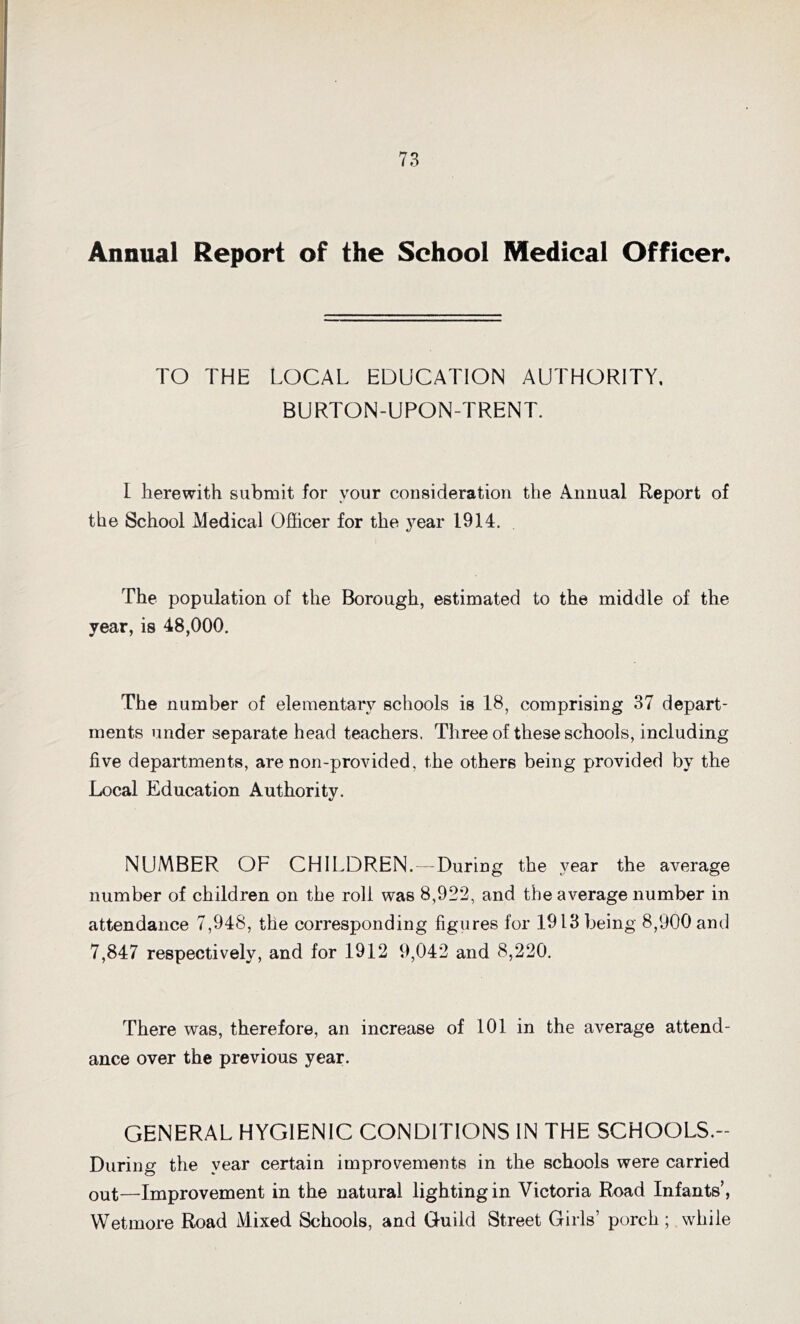 73
Annual Report of the School Medical Officer.
TO THE LOCAL EDUCATION AUTHORITY,
BURTON-UPON-TRENT.
I herewith submit for your consideration the Annual Report of
the School Medical Officer for the year 1914.
The population of the Borough, estimated to the middle of the
year, is 48,000.
The number of elementary schools is 18, comprising 37 depart-
ments under separate head teachers. Three of these schools, including
five departments, are non-provided, the others being provided by the
Local Education Authority.
NUMBER OF CHILDREN.—During the year the average
number of children on the roll was 8,922, and the average number in
attendance 7,948, the corresponding figures for 1913 being 8,900 and
7,847 respectively, and for 1912 9,042 and 8,220.
There was, therefore, an increase of 101 in the average attend-
ance over the previous year.
GENERAL HYGIENIC CONDITIONS IN THE SCHOOLS.--
During the year certain improvements in the schools were carried
out—Improvement in the natural lighting in Victoria Road Infants’,
Wetmore Road Mixed Schools, and Guild Street Girls’ porch ; while